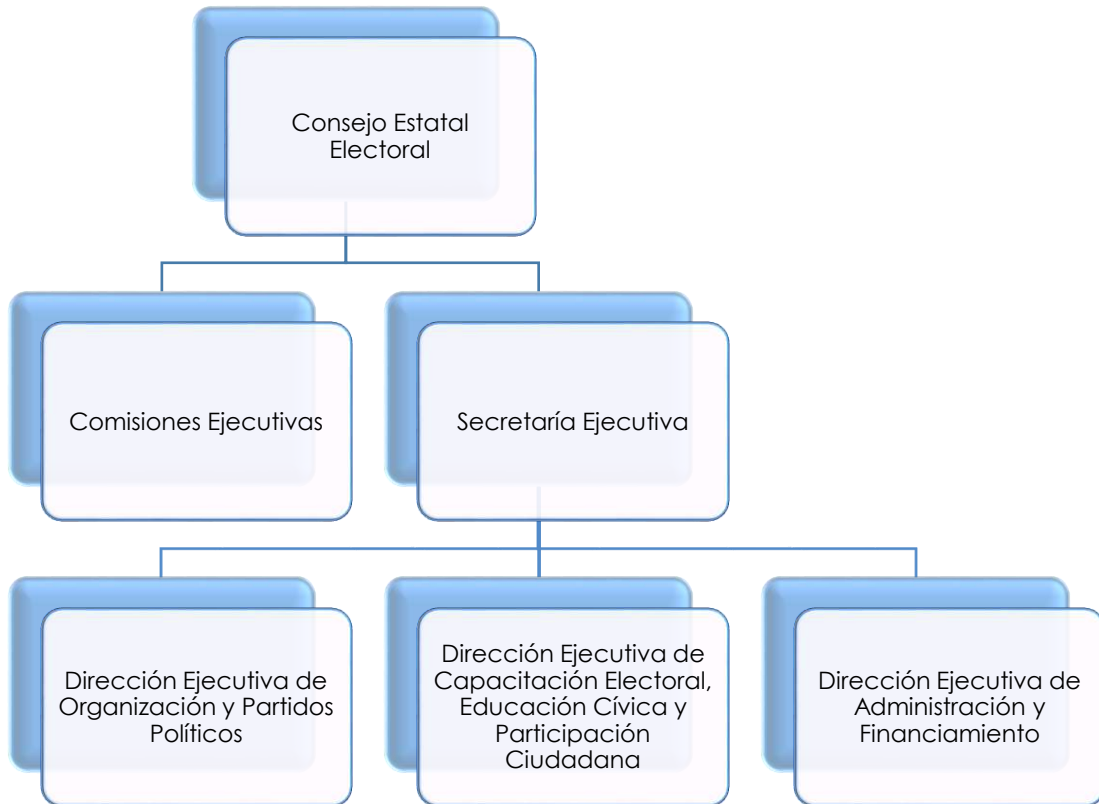 Consejo Estatal
Electoral
Comisiones Ejecutivas
Secretaría Ejecutiva
Dirección Ejecutiva de
Organización y Partidos
Políticos
Dirección Ejecutiva de
Capacitación Electoral,
Educación Cívica y
Participación
Ciudadana
Dirección Ejecutiva de
Administración y
Financiamiento